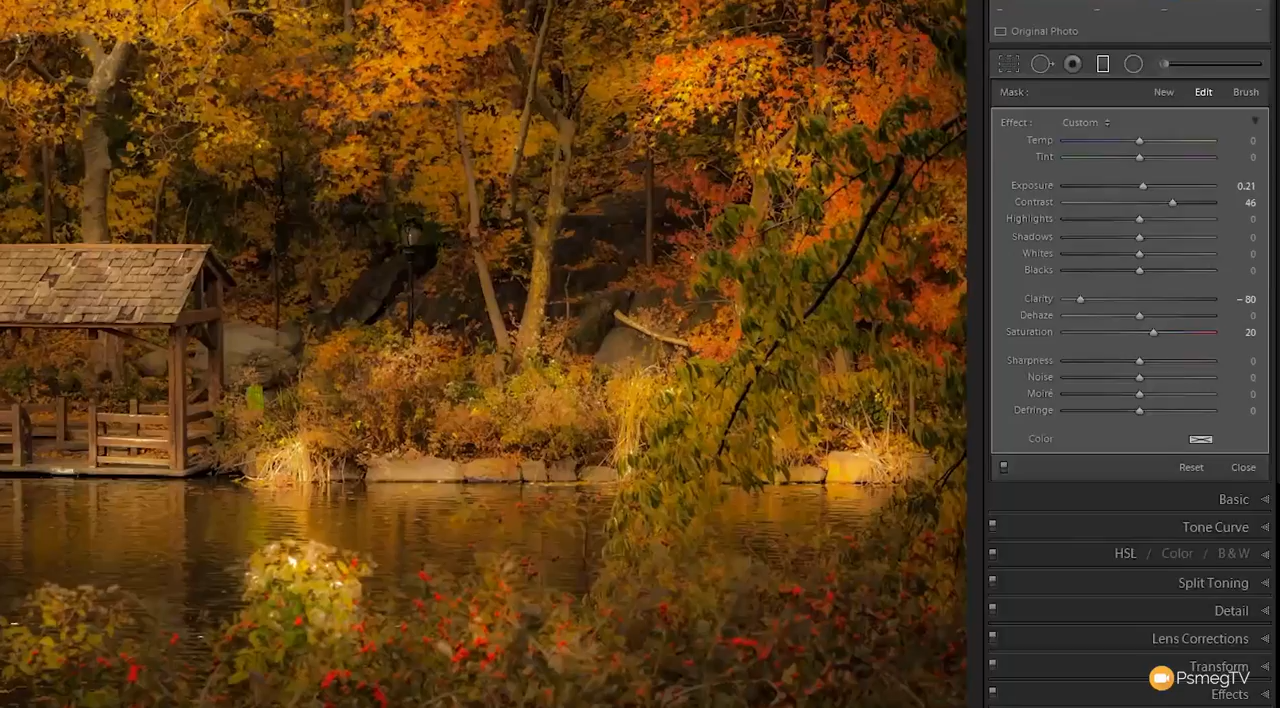 Original Photo
Mask : New Edit Brush
Effect : Custom
Temp 0
Tint 0
Exposure 0.21
Contrast 46
Highlights 0
Shadows 0
Whites 0
Blacks 0
Clarity – 80
Dehaze 0
Saturation 20
Sharpness 0
Noise 0
Moiré 0
Defringe 0
Color
Reset Close
Basic
Tone Curve
HSL / Color / B & W
Split Toning
Detail
Lens Corrections
Transform
PsmegTV
Effects